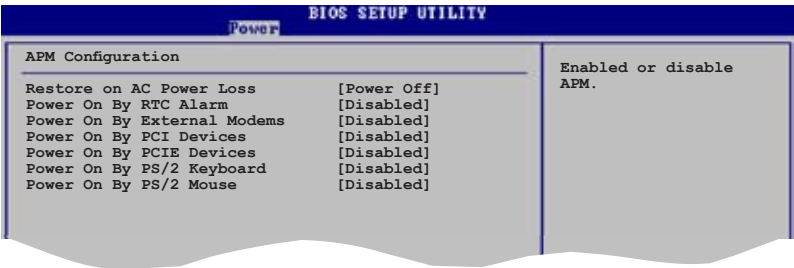 BIOS SETUP UTILITY
Power
APM Configuration
Restore on AC Power Loss [Power Off]
Power On By RTC Alarm [Disabled]
Power On By External Modems [Disabled]
Power On By PCI Devices [Disabled]
Power On By PCIE Devices [Disabled]
Power On By PS/2 Keyboard [Disabled]
Power On By PS/2 Mouse [Disabled]
Enabled or disable
APM.